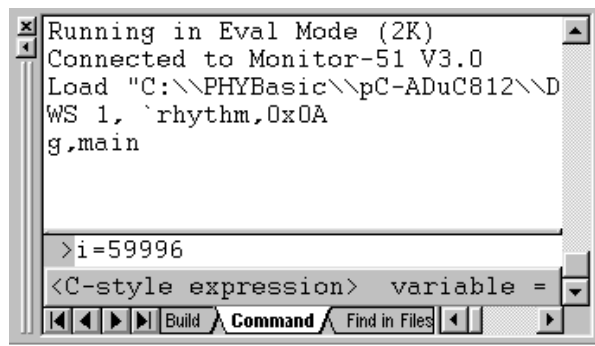 Running in Eval Mode (2K)
Connected to Monitor-51 V3.0
Load "C:\\PHYBasic\\pC-ADuC812\\D
WS 1, `rhythm,0x0A
g,main
>i=59996
<C-style expression>  variable =
Build Command Find in Files